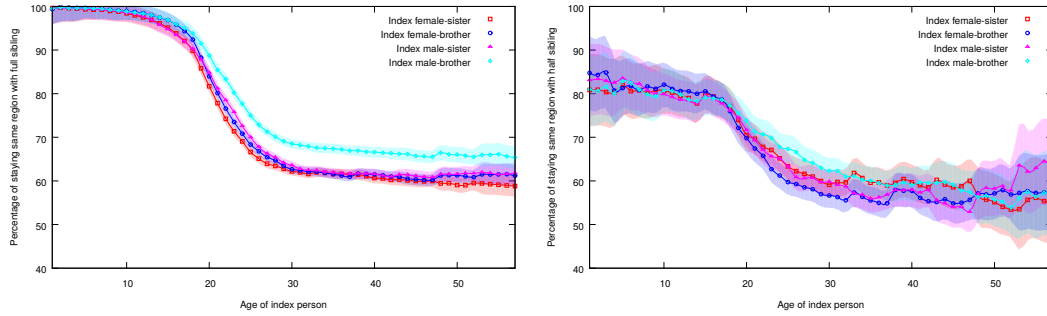 Percentage of staying same region with full sibling
100
90
80
70
60
50
40
10
20
30
40
50
Age of index person
Index female-sister
Index female-brother
Index male-sister
Index male-brother
Percentage of staying same region with half sibling
100
90
80
70
60
50
40
10
20
30
40
50
Age of index person
Index female-sister
Index female-brother
Index male-sister
Index male-brother